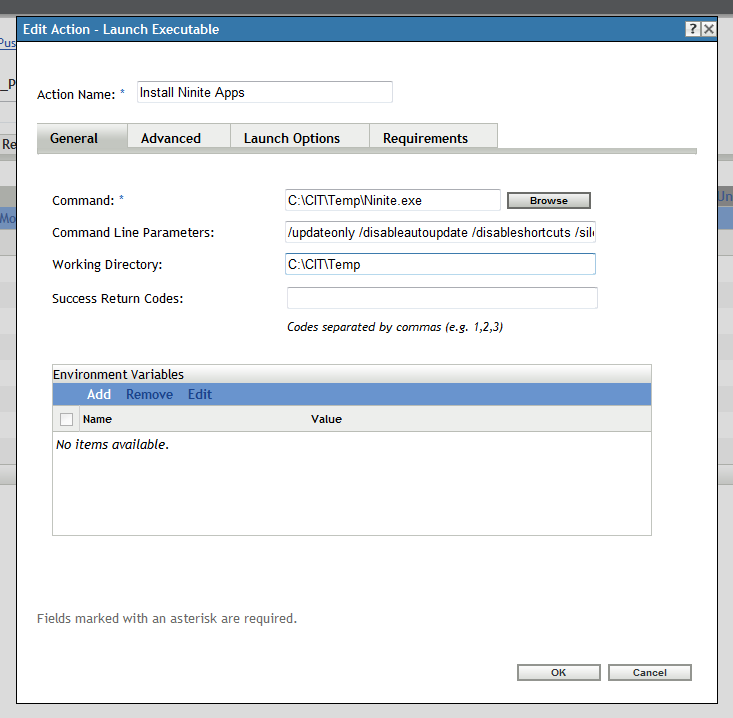 Edit Action - Launch Executable
?
Action Name: * Install Ninite Apps
General Advanced Launch Options Requirements
Command: * C:\CIT\Temp\Ninite.exe Browse
Command Line Parameters: /updateonly /disableautoupdate /disableshortcuts
Working Directory: C:\CIT\Temp
Success Return Codes:
Codes separated by commas (e.g. 1,2,3)
Environment Variables
Add Remove Edit
Name Value
No items available.
Fields marked with an asterisk are required.
OK Cancel